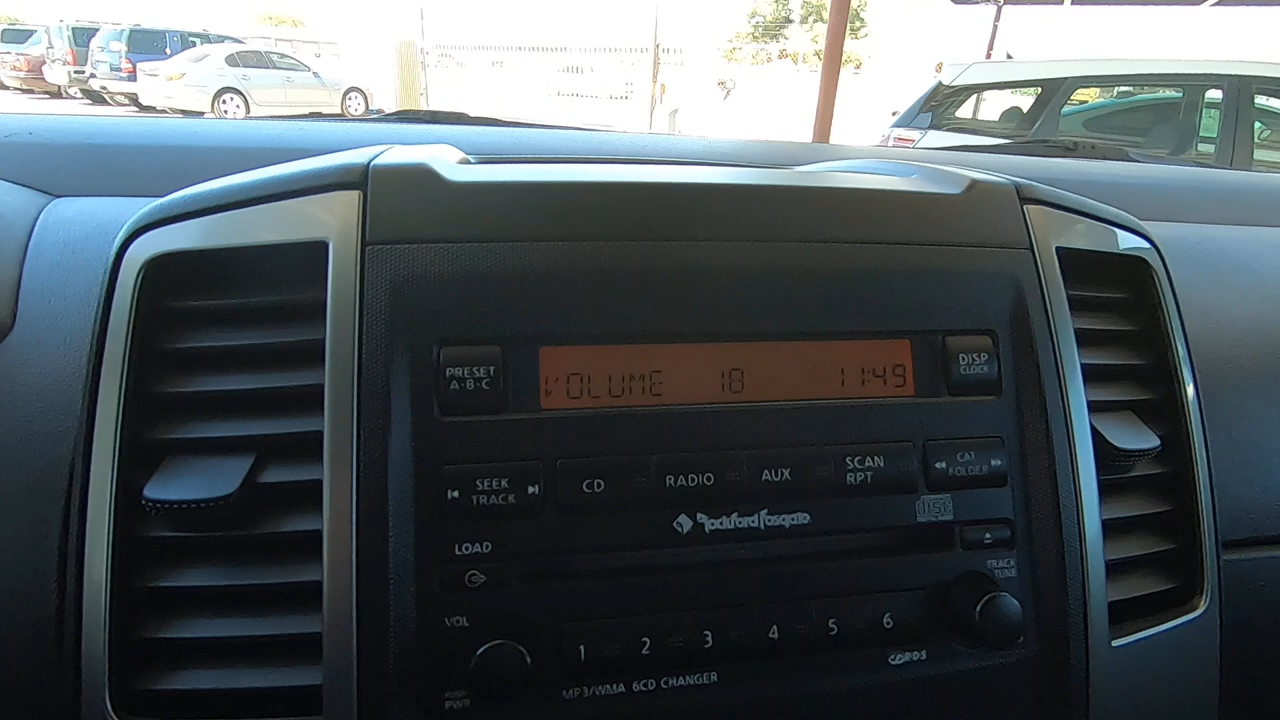 PRESET
A·B·C
VOLUME 18 11:49
DISP
CLOCK
SEEK
TRACK
CD
RADIO
AUX
SCAN
RPT
CAT
FOLDER
Rockford Fosgate
DISC
LOAD
TRACK
TUNE
VOL
1 2 3 4 5 6
PUSH
PWR
MP3/WMA 6CD CHANGER